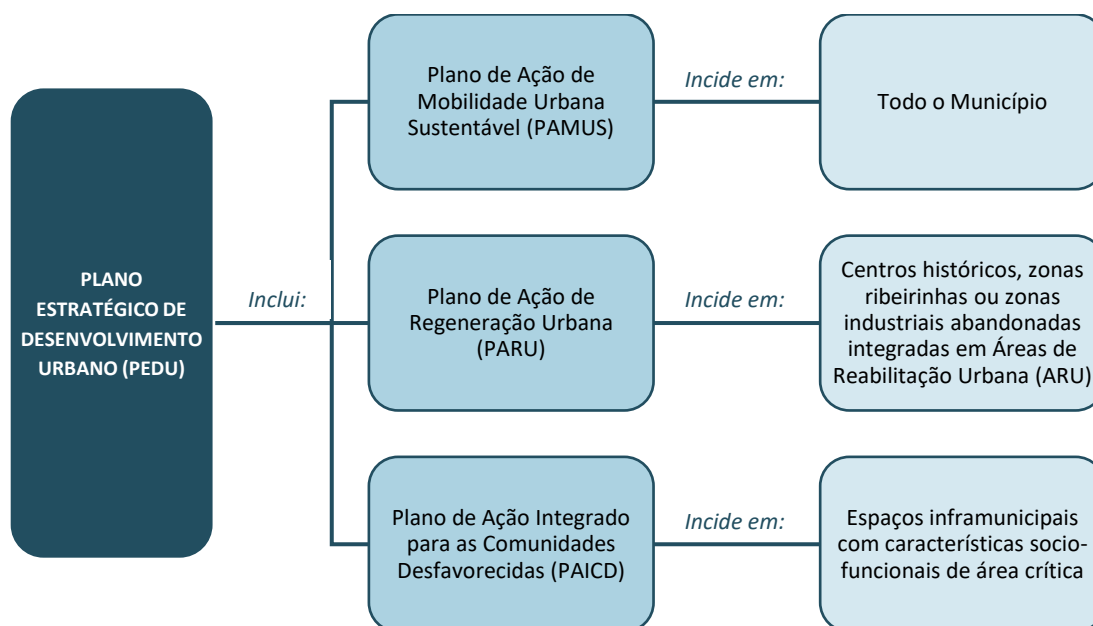 PLANO
ESTRATÉGICO DE
DESENVOLVIMENTO
URBANO (PEDU)
Inclui:
Plano de Ação de
Mobilidade Urbana
Sustentável (PAMUS)
Incide em:
Todo o Município
Plano de Ação de
Regeneração Urbana
(PARU)
Incide em:
Centros históricos, zonas
ribeirinhas ou zonas
industriais abandonadas
integradas em Áreas de
Reabilitação Urbana (ARU)
Plano de Ação Integrado
para as Comunidades
Desfavorecidas (PAICD)
Incide em:
Espaços inframunicipais
com características socio-
funcionais de área crítica